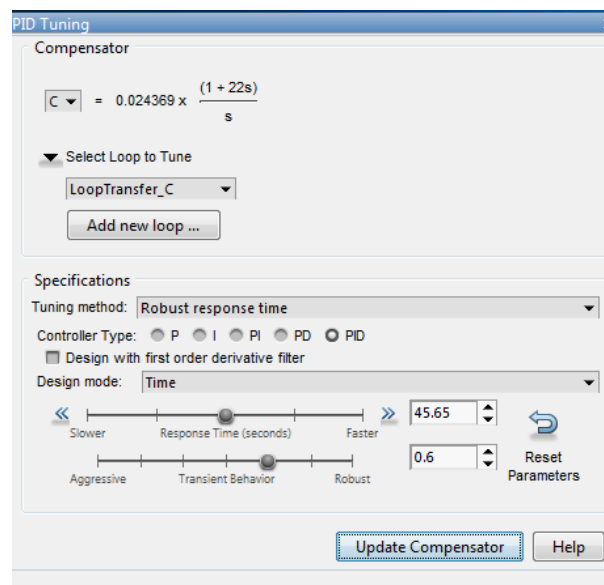 PID Tuning
Compensator
C = 0.024369 x (1 + 22s)
s
Select Loop to Tune
LoopTransfer_C
Add new loop ...
Specifications
Tuning method: Robust response time
Controller Type: P I PI PD PID
Design with first order derivative filter
Design mode: Time
45.65
Slower Response Time (seconds) Faster
0.6 Reset
Aggressive Transient Behavior Robust Parameters
Update Compensator Help